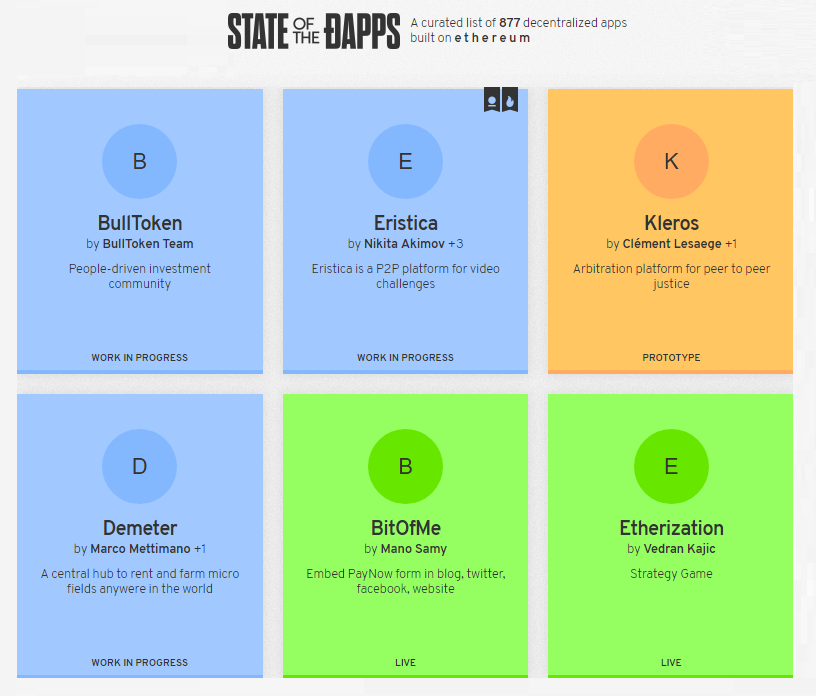 STATE OF THE ĐAPPS
A curated list of 877 decentralized apps
built on ethereum
B
BullToken
by BullToken Team
People-driven investment
community
WORK IN PROGRESS
E
Eristica
by Nikita Akimov +3
Eristica is a P2P platform for video
challenges
WORK IN PROGRESS
K
Kleros
by Clément Lesaege +1
Arbitration platform for peer to peer
justice
PROTOTYPE
D
Demeter
by Marco Mettimano +1
A central hub to rent and farm micro
fields anywere in the world
WORK IN PROGRESS
B
BitOfMe
by Mano Samy
Embed PayNow form in blog, twitter,
facebook, website
LIVE
E
Etherization
by Vedran Kajic
Strategy Game
LIVE